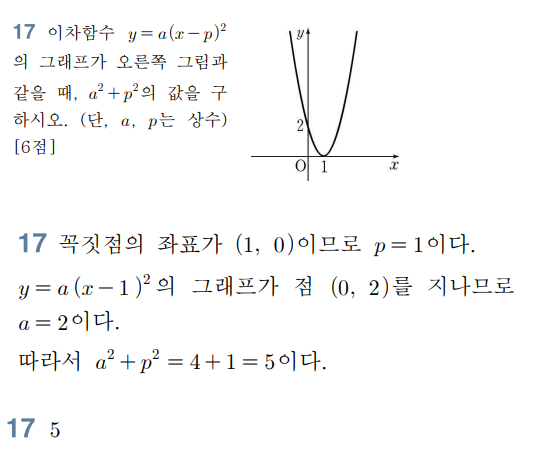 17 이차함수 y=a(x-p)²
의 그래프가 오른쪽 그림과
같을 때, a²+p²의 값을 구
하시오. (단, a, p는 상수)
[6점]
y
2
O 1 x
17 꼭짓점의 좌표가 (1, 0)이므로 p=1이다.
y=a(x-1)²의 그래프가 점 (0, 2)를 지나므로
a=2이다.
따라서 a²+p²=4+1=5이다.
17 5